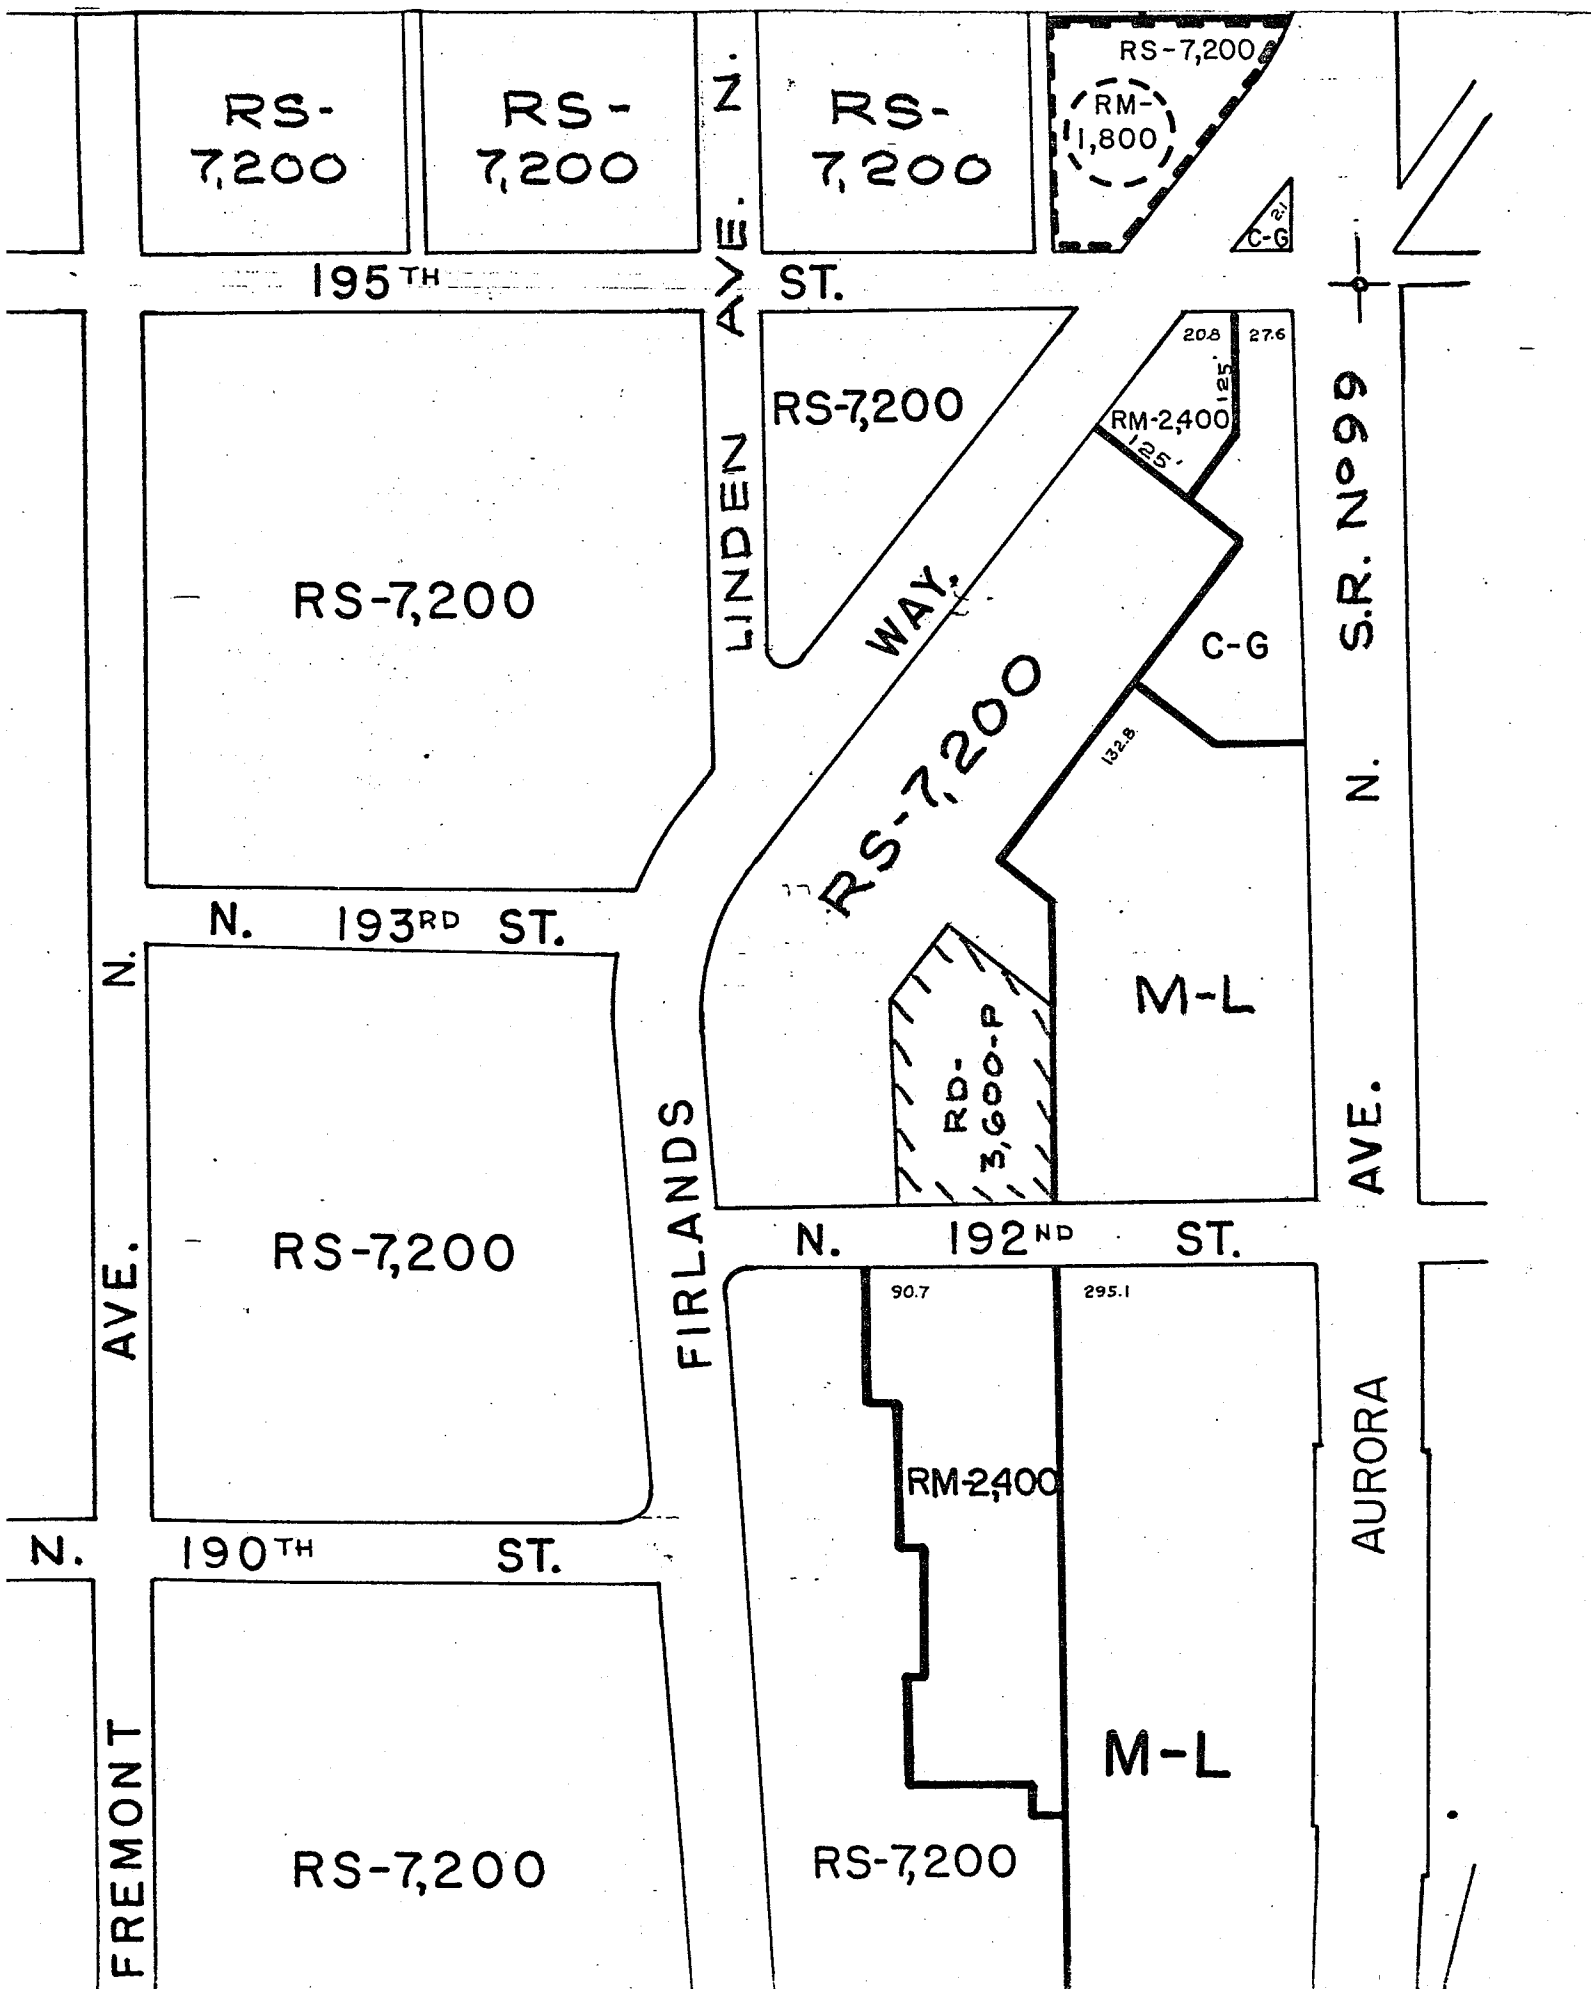 RS-7,200
RS-
7,200
RS-
7,200
RS-
7,200
RM-
1,800
2.1
C-G
195TH ST.
LINDEN AVE. N.
20.8
27.6
125'
RS-7,200
RM-2,400
125'
S.R. No 99
RS-7,200
WAY.
C-G
RS-7,200
132.8
N. 193RD ST.
M-L
RD-
3,600-P
FIRLANDS
N. 192ND ST.
RS-7,200
90.7
295.1
AURORA AVE. N.
RM-2,400
N. 190TH ST.
M-L
FREMONT AVE. N.
RS-7,200
RS-7,200